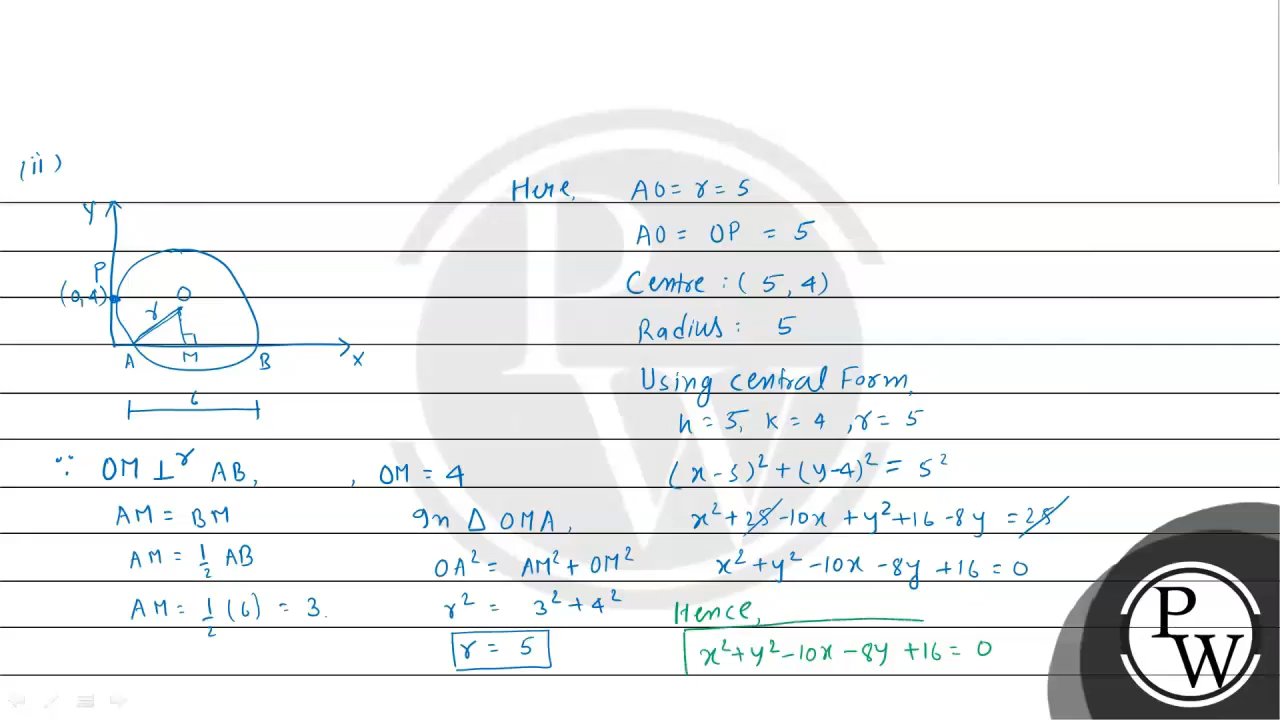 (ii)
Y
P
(0,4)
O
r
A
M
B
X
6
∵ OM ⊥ʳ AB,
AM = BM
AM = 1/2 AB
AM = 1/2 (6) = 3.
, OM = 4
In Δ OMA,
OA² = AM² + OM²
r² = 3² + 4²
r = 5
Here, AO = r = 5
AO = OP = 5
Centre : (5, 4)
Radius : 5
Using central Form,
h = 5, k = 4 , r = 5
(x - 5)² + (y - 4)² = 5²
x² + 25 - 10x + y² + 16 - 8y = 25
x² + y² - 10x - 8y + 16 = 0
Hence,
x² + y² - 10x - 8y + 16 = 0
P
W
P
W